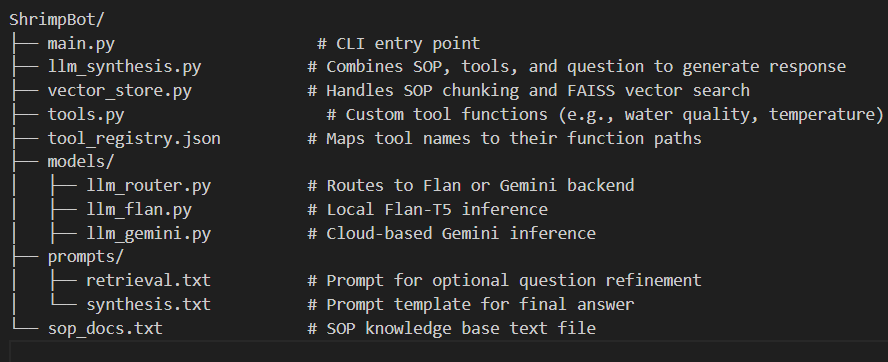 ShrimpBot/
├── main.py                    # CLI entry point
├── llm_synthesis.py           # Combines SOP, tools, and question to generate response
├── vector_store.py            # Handles SOP chunking and FAISS vector search
├── tools.py                     # Custom tool functions (e.g., water quality, temperature)
├── tool_registry.json         # Maps tool names to their function paths
├── models/
│   ├── llm_router.py          # Routes to Flan or Gemini backend
│   ├── llm_flan.py            # Local Flan-T5 inference
│   ├── llm_gemini.py          # Cloud-based Gemini inference
├── prompts/
│   ├── retrieval.txt          # Prompt for optional question refinement
│   └── synthesis.txt          # Prompt template for final answer
└── sop_docs.txt               # SOP knowledge base text file